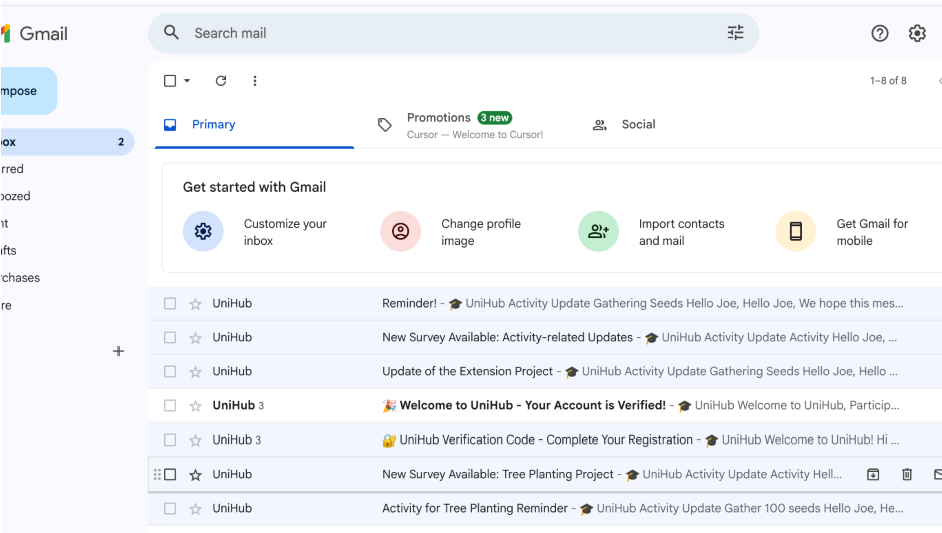 Gmail
Search mail
mpose
1–8 of 8
Primary
Promotions 3 new
Cursor — Welcome to Cursor!
Social
ox 2
rred
oozed
nt
fts
chases
re
Get started with Gmail
Customize your
inbox
Change profile
image
Import contacts
and mail
Get Gmail for
mobile
UniHub Reminder! - 🎓 UniHub Activity Update Gathering Seeds Hello Joe, Hello Joe, We hope this mes...
UniHub New Survey Available: Activity-related Updates - 🎓 UniHub Activity Update Activity Hello Joe, ...
UniHub Update of the Extension Project - 🎓 UniHub Activity Update Gathering Seeds Hello Joe, Hello ...
UniHub 3 🎉 Welcome to UniHub - Your Account is Verified! - 🎓 UniHub Welcome to UniHub, Particip...
UniHub 3 🔐 UniHub Verification Code - Complete Your Registration - 🎓 UniHub Welcome to UniHub! Hi ...
UniHub New Survey Available: Tree Planting Project - 🎓 UniHub Activity Update Activity Hell...
UniHub Activity for Tree Planting Reminder - 🎓 UniHub Activity Update Gather 100 seeds Hello Joe, He...